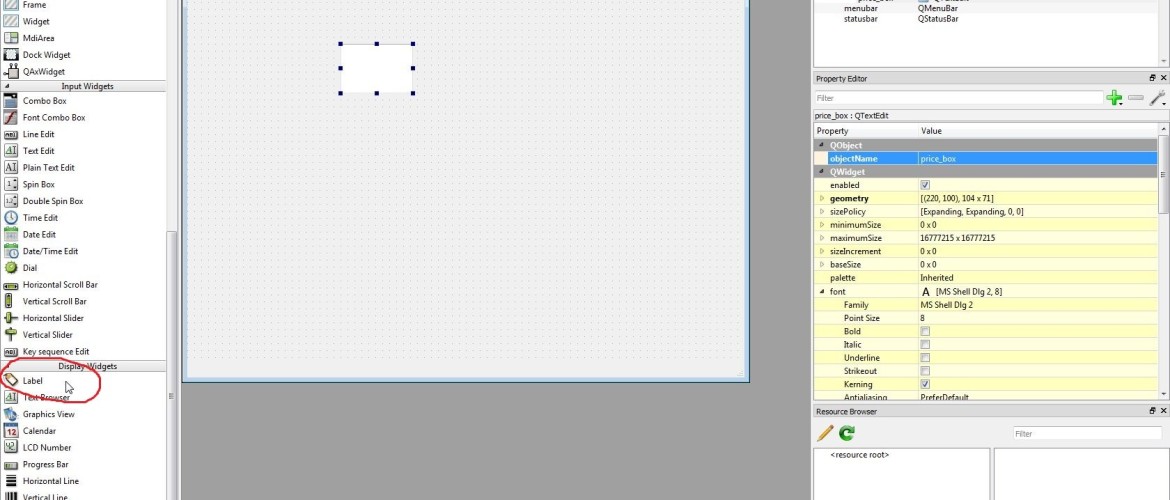 Frame
Widget
MdiArea
Dock Widget
QAxWidget
Input Widgets
Combo Box
Font Combo Box
Line Edit
Text Edit
Plain Text Edit
Spin Box
Double Spin Box
Time Edit
Date Edit
Date/Time Edit
Dial
Horizontal Scroll Bar
Vertical Scroll Bar
Horizontal Slider
Vertical Slider
Key sequence Edit
Display Widgets
Label
Text Browser
Graphics View
Calendar
LCD Number
Progress Bar
Horizontal Line
Vertical Line
menubar QMenuBar
statusbar QStatusBar
Property Editor
Filter
price_box : QTextEdit
Property Value
QObject
objectName price_box
QWidget
enabled
geometry [(220, 100), 104 x 71]
sizePolicy [Expanding, Expanding, 0, 0]
minimumSize 0 x 0
maximumSize 16777215 x 16777215
sizeIncrement 0 x 0
baseSize 0 x 0
palette Inherited
font A [MS Shell Dlg 2, 8]
Family MS Shell Dlg 2
Point Size 8
Bold
Italic
Underline
Strikeout
Kerning
Antialiasing PreferDefault
Resource Browser
Filter
<resource root>